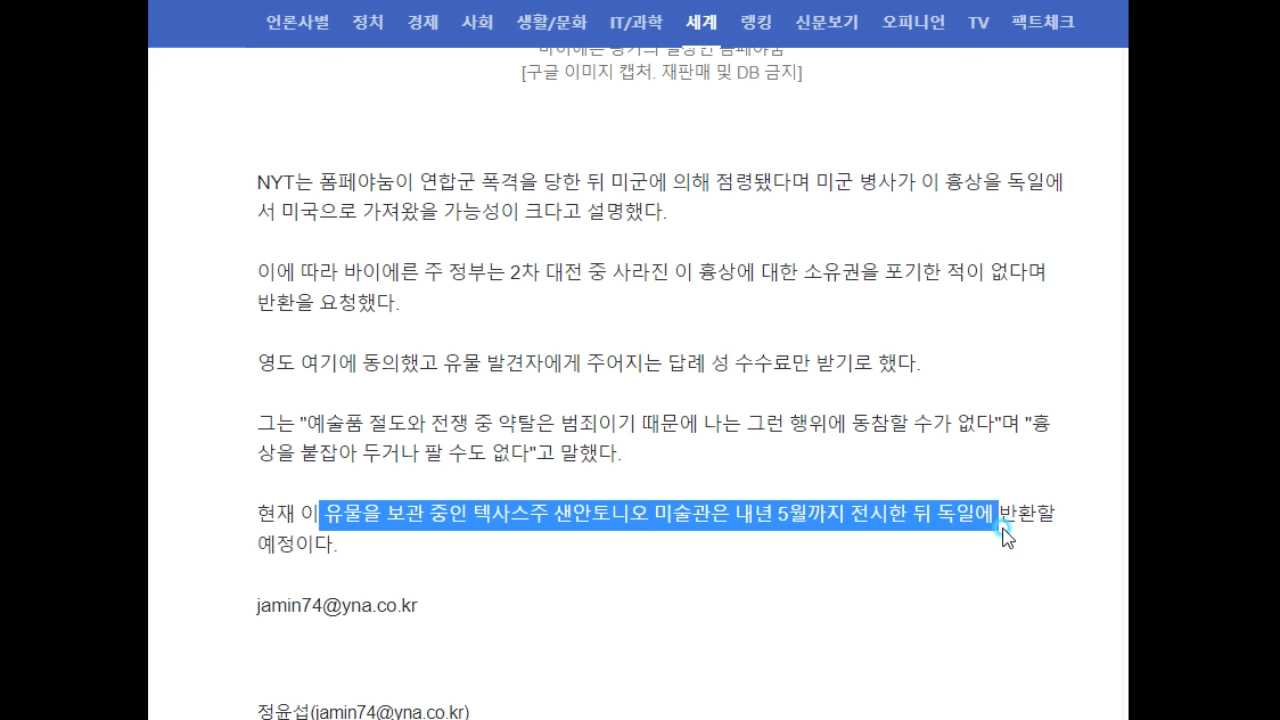 언론사별 정치 경제 사회 생활/문화 IT/과학 세계 랭킹 신문보기 오피니언 TV 팩트체크
[구글 이미지 캡처. 재판매 및 DB 금지]
NYT는 폼페야눔이 연합군 폭격을 당한 뒤 미군에 의해 점령됐다며 미군 병사가 이 흉상을 독일에
서 미국으로 가져왔을 가능성이 크다고 설명했다.
이에 따라 바이에른 주 정부는 2차 대전 중 사라진 이 흉상에 대한 소유권을 포기한 적이 없다며
반환을 요청했다.
영도 여기에 동의했고 유물 발견자에게 주어지는 답례 성 수수료만 받기로 했다.
그는 "예술품 절도와 전쟁 중 약탈은 범죄이기 때문에 나는 그런 행위에 동참할 수가 없다"며 "흉
상을 붙잡아 두거나 팔 수도 없다"고 말했다.
현재 이 유물을 보관 중인 텍사스주 샌안토니오 미술관은 내년 5월까지 전시한 뒤 독일에 반환할
예정이다.
jamin74@yna.co.kr
정윤섭(jamin74@yna.co.kr)